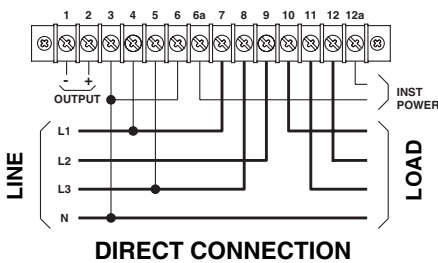 1 2 3 4 5 6 6a 7 8 9 10 11 12 12a
- +
OUTPUT
INST
POWER
L1
L2
L3
N
LINE
LOAD
DIRECT CONNECTION